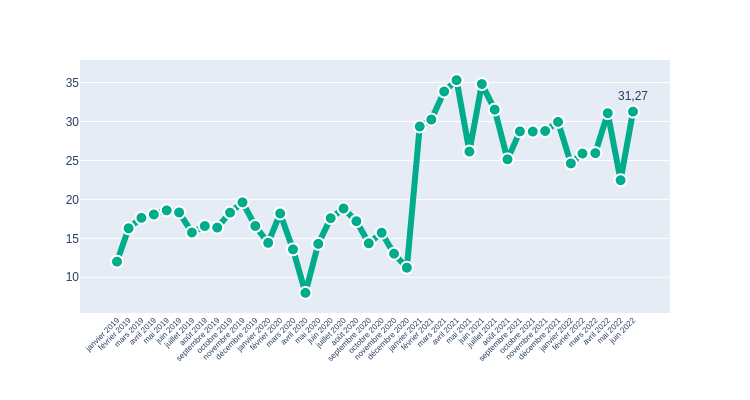 35
30
25
20
15
10
31,27
janvier 2019
février 2019
mars 2019
avril 2019
mai 2019
juin 2019
juillet 2019
août 2019
septembre 2019
octobre 2019
novembre 2019
décembre 2019
janvier 2020
février 2020
mars 2020
avril 2020
mai 2020
juin 2020
juillet 2020
août 2020
septembre 2020
octobre 2020
novembre 2020
décembre 2020
janvier 2021
février 2021
mars 2021
avril 2021
mai 2021
juin 2021
juillet 2021
août 2021
septembre 2021
octobre 2021
novembre 2021
décembre 2021
janvier 2022
février 2022
mars 2022
avril 2022
mai 2022
juin 2022